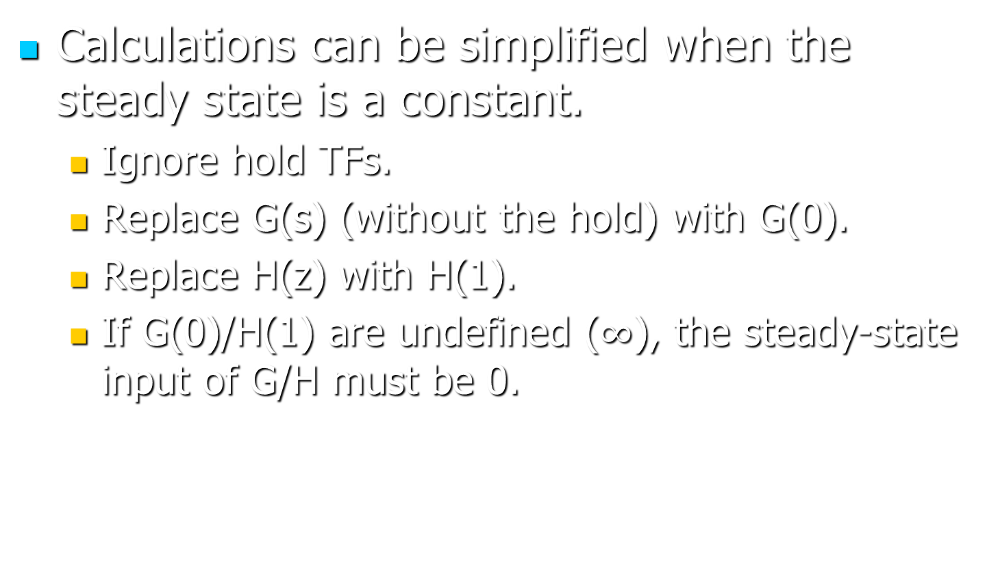 Calculations can be simplified when the
steady state is a constant.
Ignore hold TFs.
Replace G(s) (without the hold) with G(0).
Replace H(z) with H(1).
If G(0)/H(1) are undefined (∞), the steady-state
input of G/H must be 0.